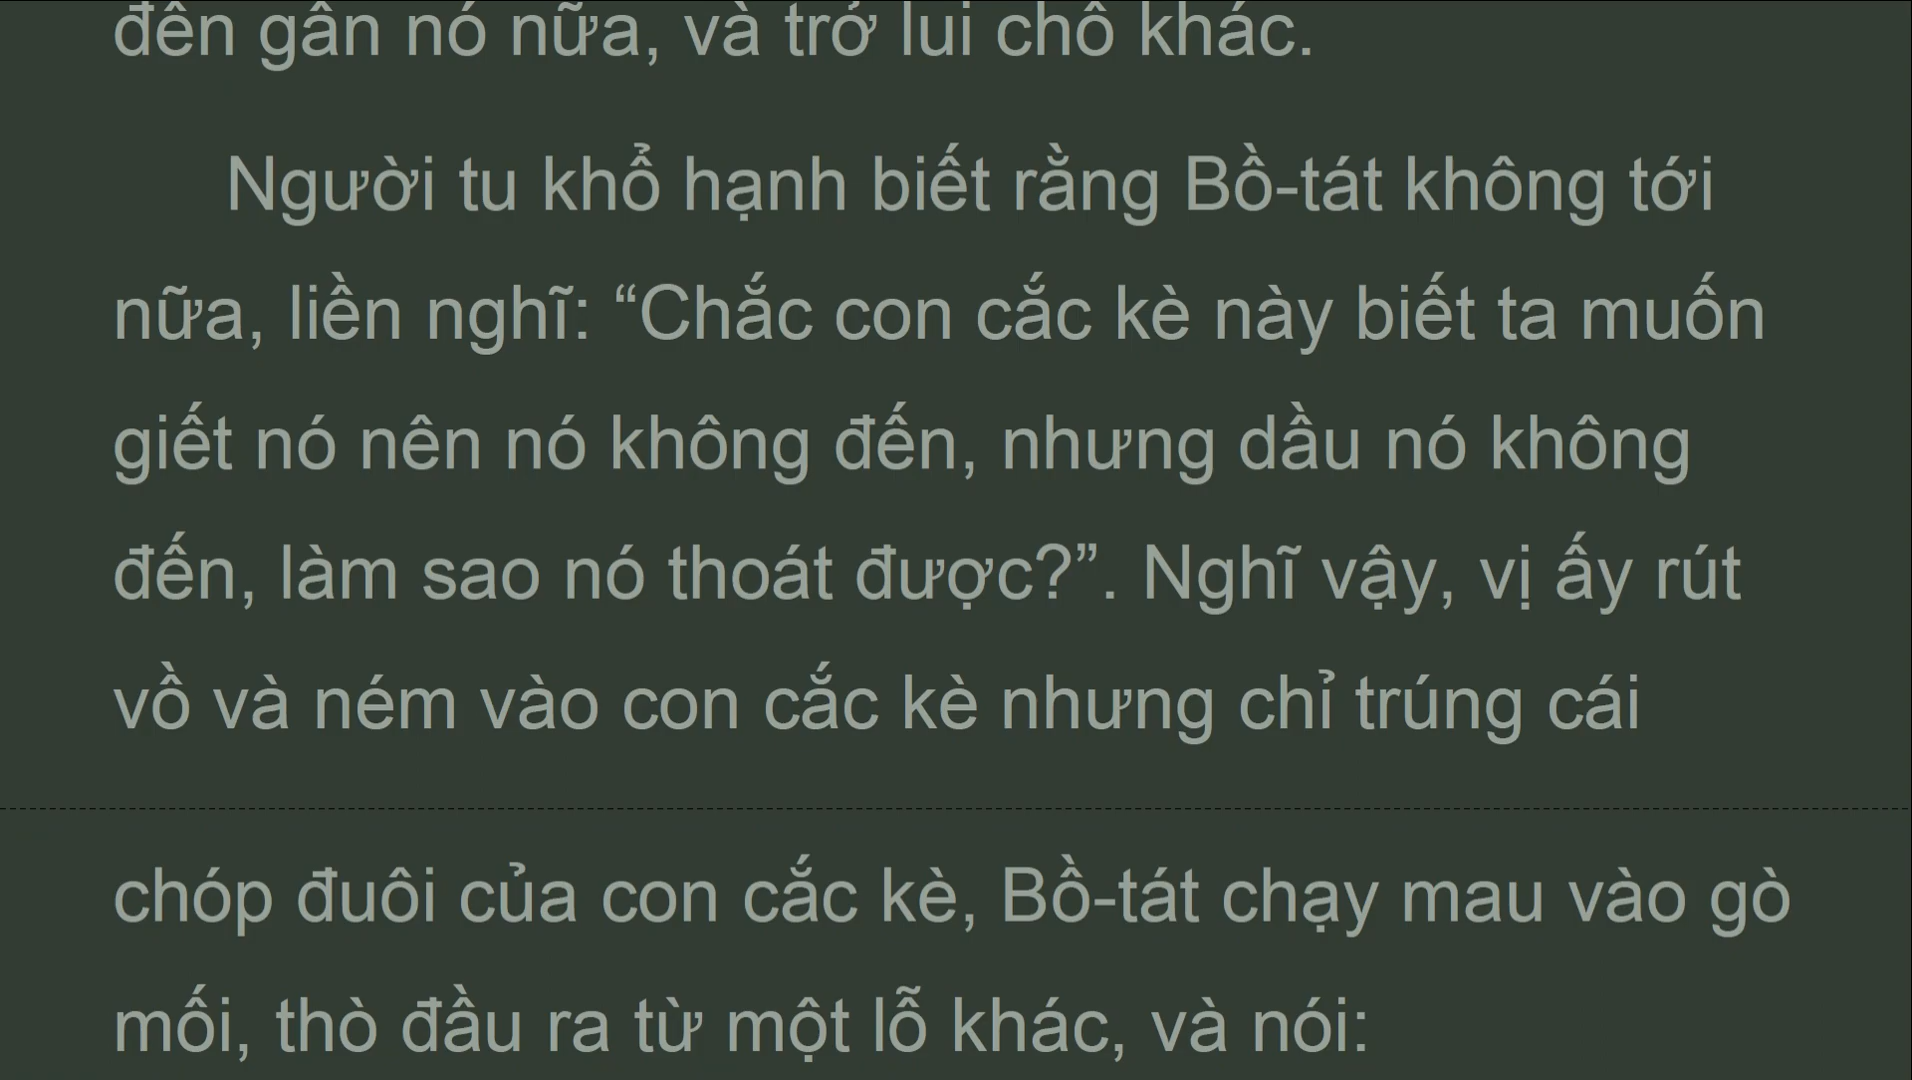 đến gần nó nữa, và trở lui chỗ khác.
Người tu khổ hạnh biết rằng Bồ-tát không tới
nữa, liền nghĩ: “Chắc con cắc kè này biết ta muốn
giết nó nên nó không đến, nhưng dầu nó không
đến, làm sao nó thoát được?”. Nghĩ vậy, vị ấy rút
vồ và ném vào con cắc kè nhưng chỉ trúng cái
chóp đuôi của con cắc kè, Bồ-tát chạy mau vào gò
mối, thò đầu ra từ một lỗ khác, và nói: